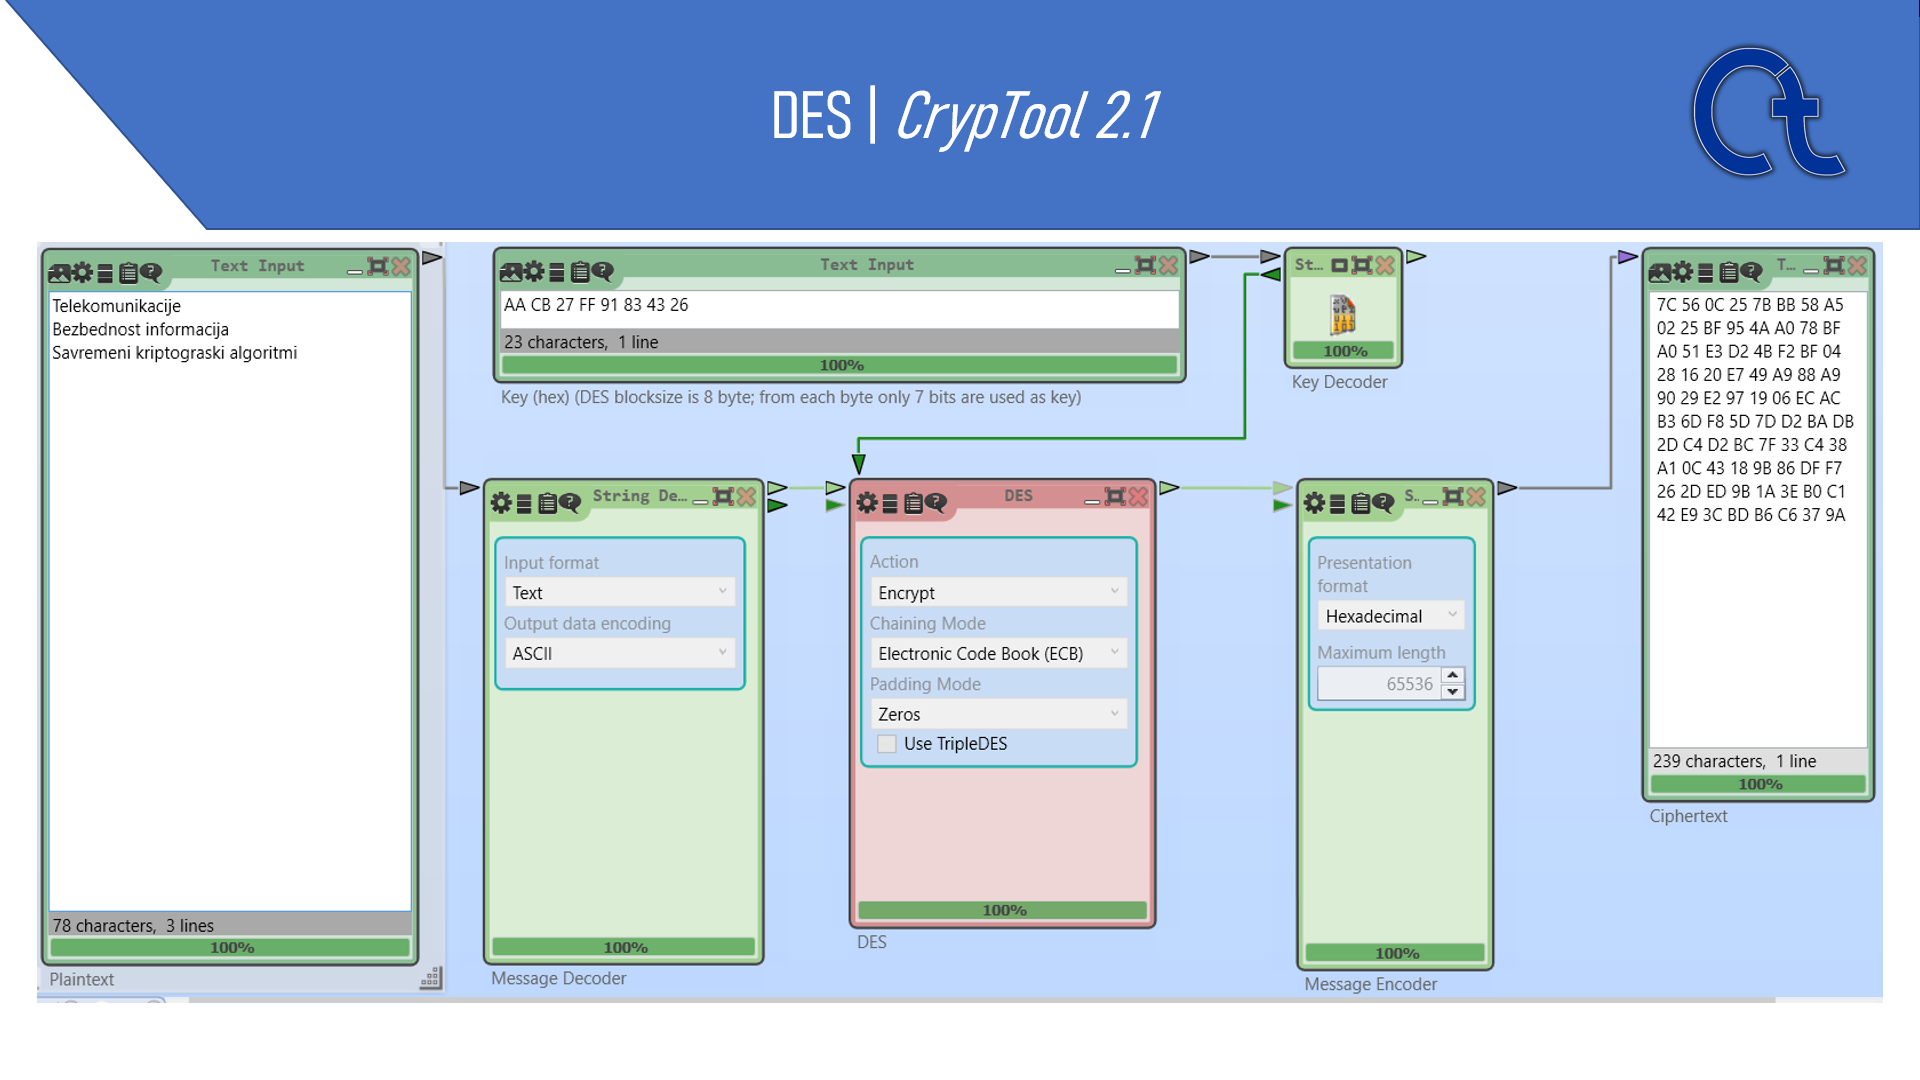 DES | CrypTool 2.1
Ct
Text Input
Telekomunikacije
Bezbednost informacija
Savremeni kriptograski algoritmi
78 characters, 3 lines
100%
Plaintext
Text Input
AA CB 27 FF 91 83 43 26
23 characters, 1 line
100%
Key (hex) (DES blocksize is 8 byte; from each byte only 7 bits are used as key)
St...
100%
Key Decoder
String De...
Input format
Text
Output data encoding
ASCII
100%
Message Decoder
DES
Action
Encrypt
Chaining Mode
Electronic Code Book (ECB)
Padding Mode
Zeros
Use TripleDES
100%
DES
S..
Presentation
format
Hexadecimal
Maximum length
65536
100%
Message Encoder
T...
7C 56 0C 25 7B BB 58 A5
02 25 BF 95 4A A0 78 BF
A0 51 E3 D2 4B F2 BF 04
28 16 20 E7 49 A9 88 A9
90 29 E2 97 19 06 EC AC
B3 6D F8 5D 7D D2 BA DB
2D C4 D2 BC 7F 33 C4 38
A1 0C 43 18 9B 86 DF F7
26 2D ED 9B 1A 3E B0 C1
42 E9 3C BD B6 C6 37 9A
239 characters, 1 line
100%
Ciphertext